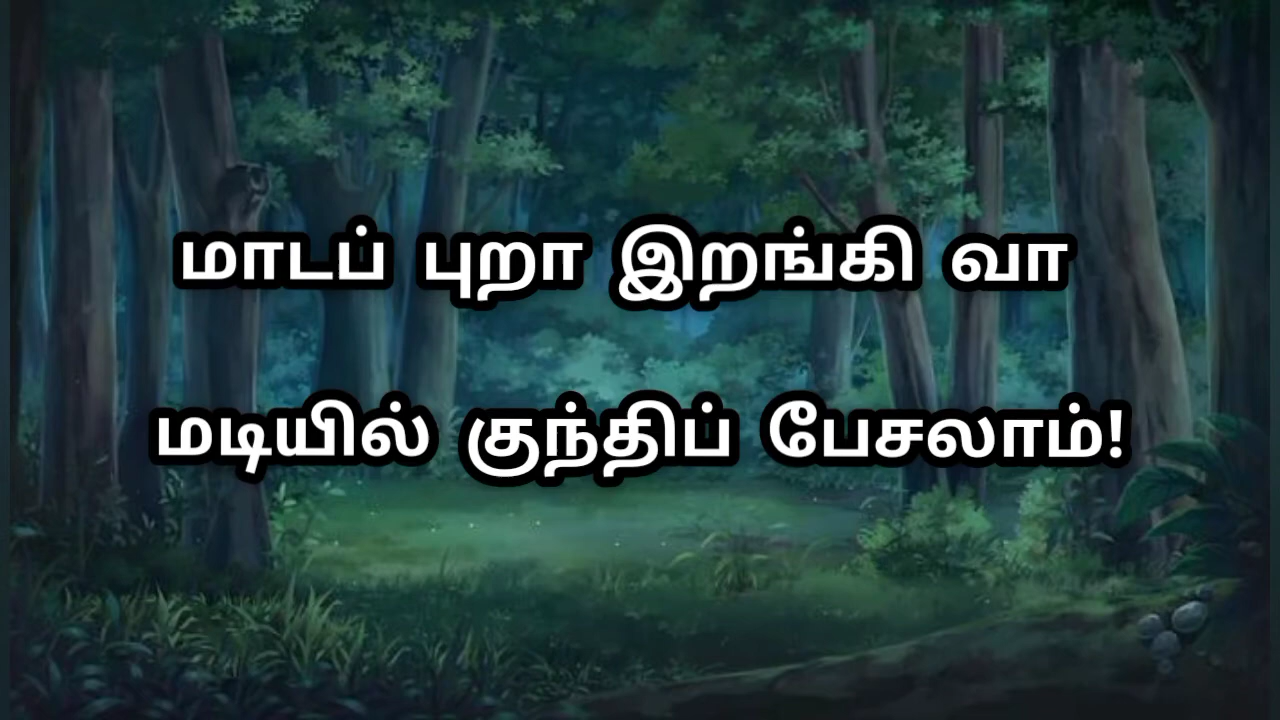 மாடப் புறா இறங்கி வா
மடியில் குந்திப் பேசலாம்!